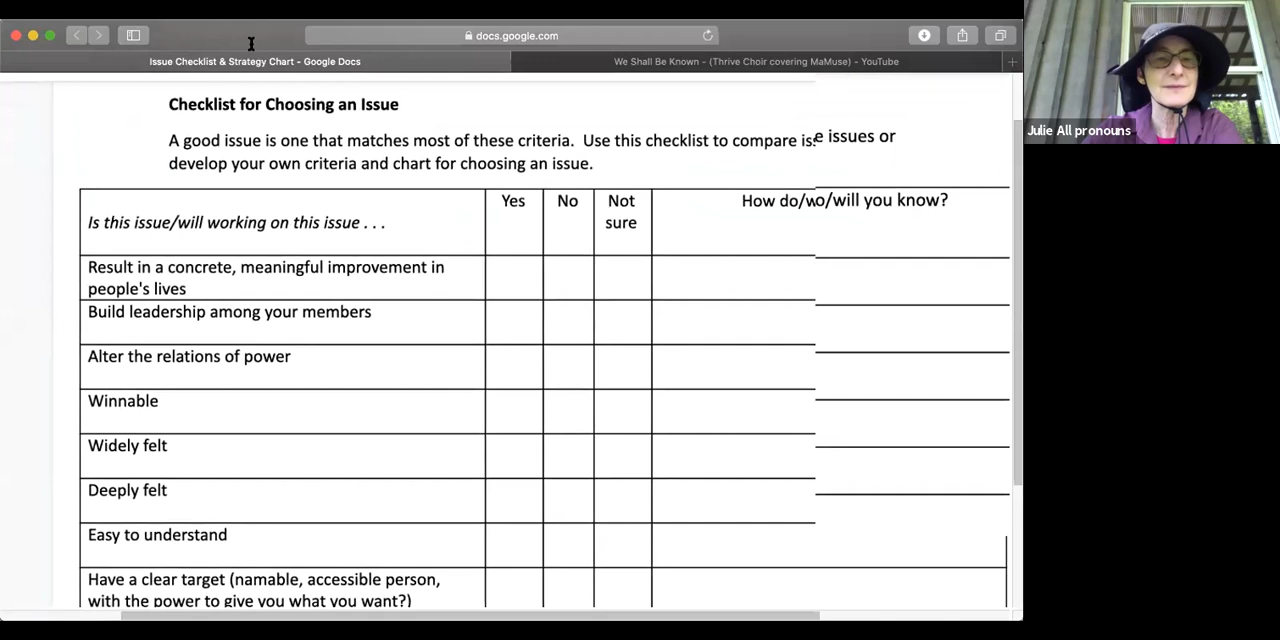 docs.google.com
Issue Checklist & Strategy Chart - Google Docs
We Shall Be Known - (Thrive Choir covering MaMuse) - YouTube
Julie All pronouns
Checklist for Choosing an Issue
A good issue is one that matches most of these criteria. Use this checklist to compare is e issues or
develop your own criteria and chart for choosing an issue.
Is this issue/will working on this issue . . .
Yes
No
Not
sure
How do/wo/will you know?
Result in a concrete, meaningful improvement in
people's lives
Build leadership among your members
Alter the relations of power
Winnable
Widely felt
Deeply felt
Easy to understand
Have a clear target (namable, accessible person,
with the power to give you what you want?)